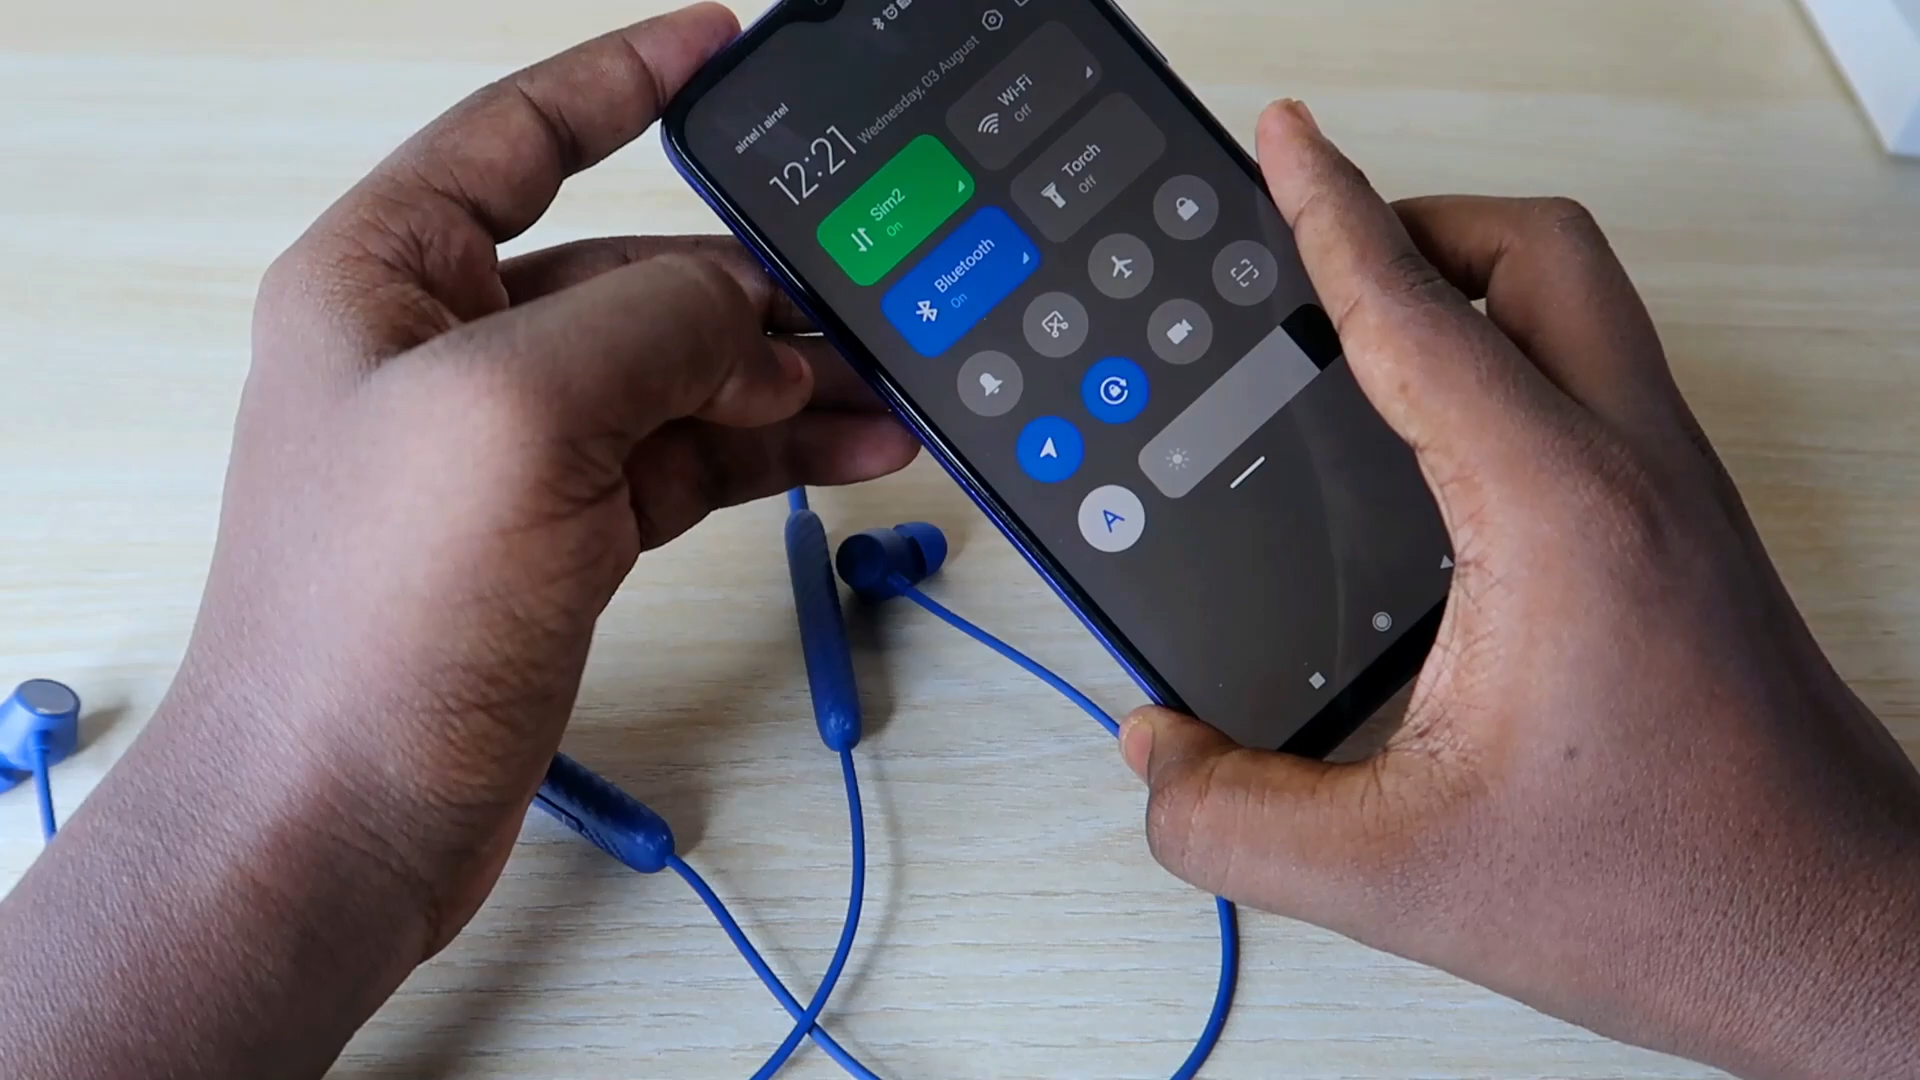 airtel | airtel
12:21 Wednesday, 03 August
Sim2
On
Wi-Fi
Off
Bluetooth
On
Torch
Off
A